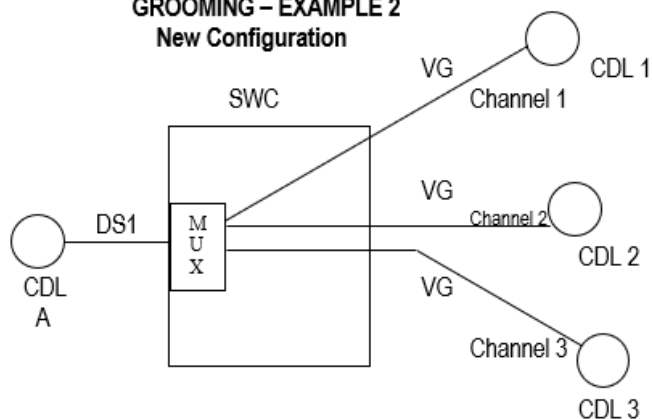 GROOMING – EXAMPLE 2
New Configuration
VG
CDL 1
SWC
Channel 1
VG
Channel 2
DS1
M
U
X
CDL 2
CDL
A
VG
Channel 3
CDL 3